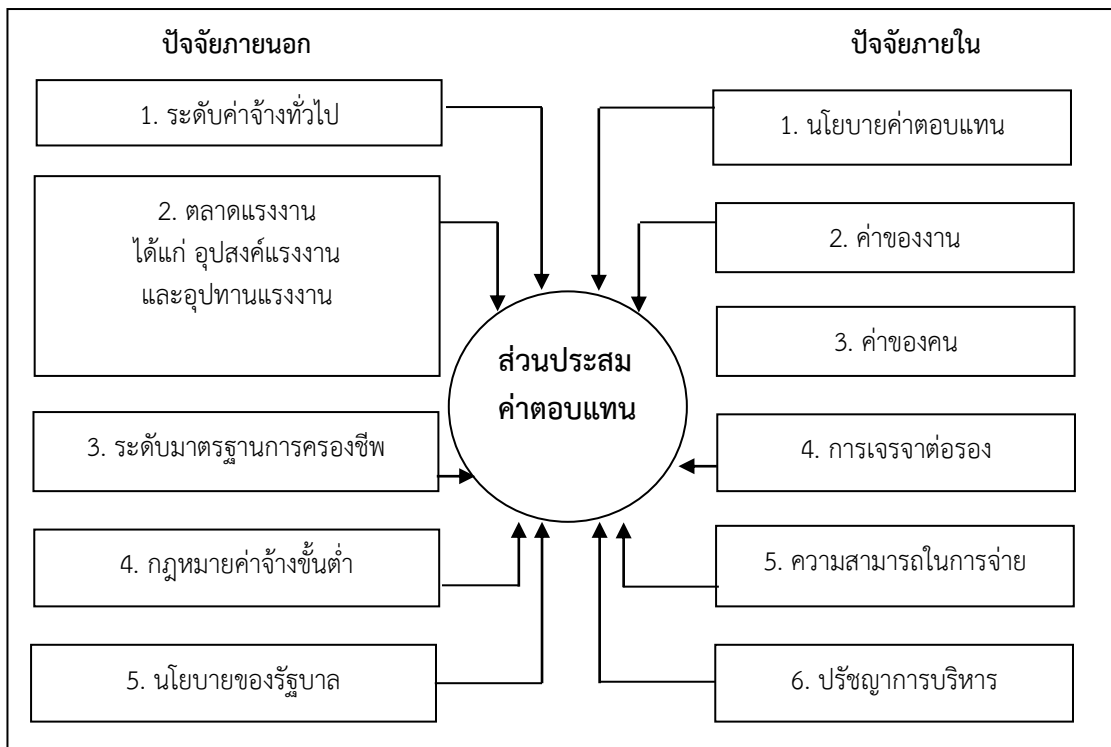 ปัจจัยภายนอก
1. ระดับค่าจ้างทั่วไป
2. ตลาดแรงงาน
ได้แก่ อุปสงค์แรงงาน
และอุปทานแรงงาน
3. ระดับมาตรฐานการครองชีพ
4. กฎหมายค่าจ้างขั้นต่ำ
5. นโยบายของรัฐบาล
ส่วนประสม
ค่าตอบแทน
ปัจจัยภายใน
1. นโยบายค่าตอบแทน
2. ค่าของงาน
3. ค่าของคน
4. การเจรจาต่อรอง
5. ความสามารถในการจ่าย
6. ปรัชญาการบริหาร